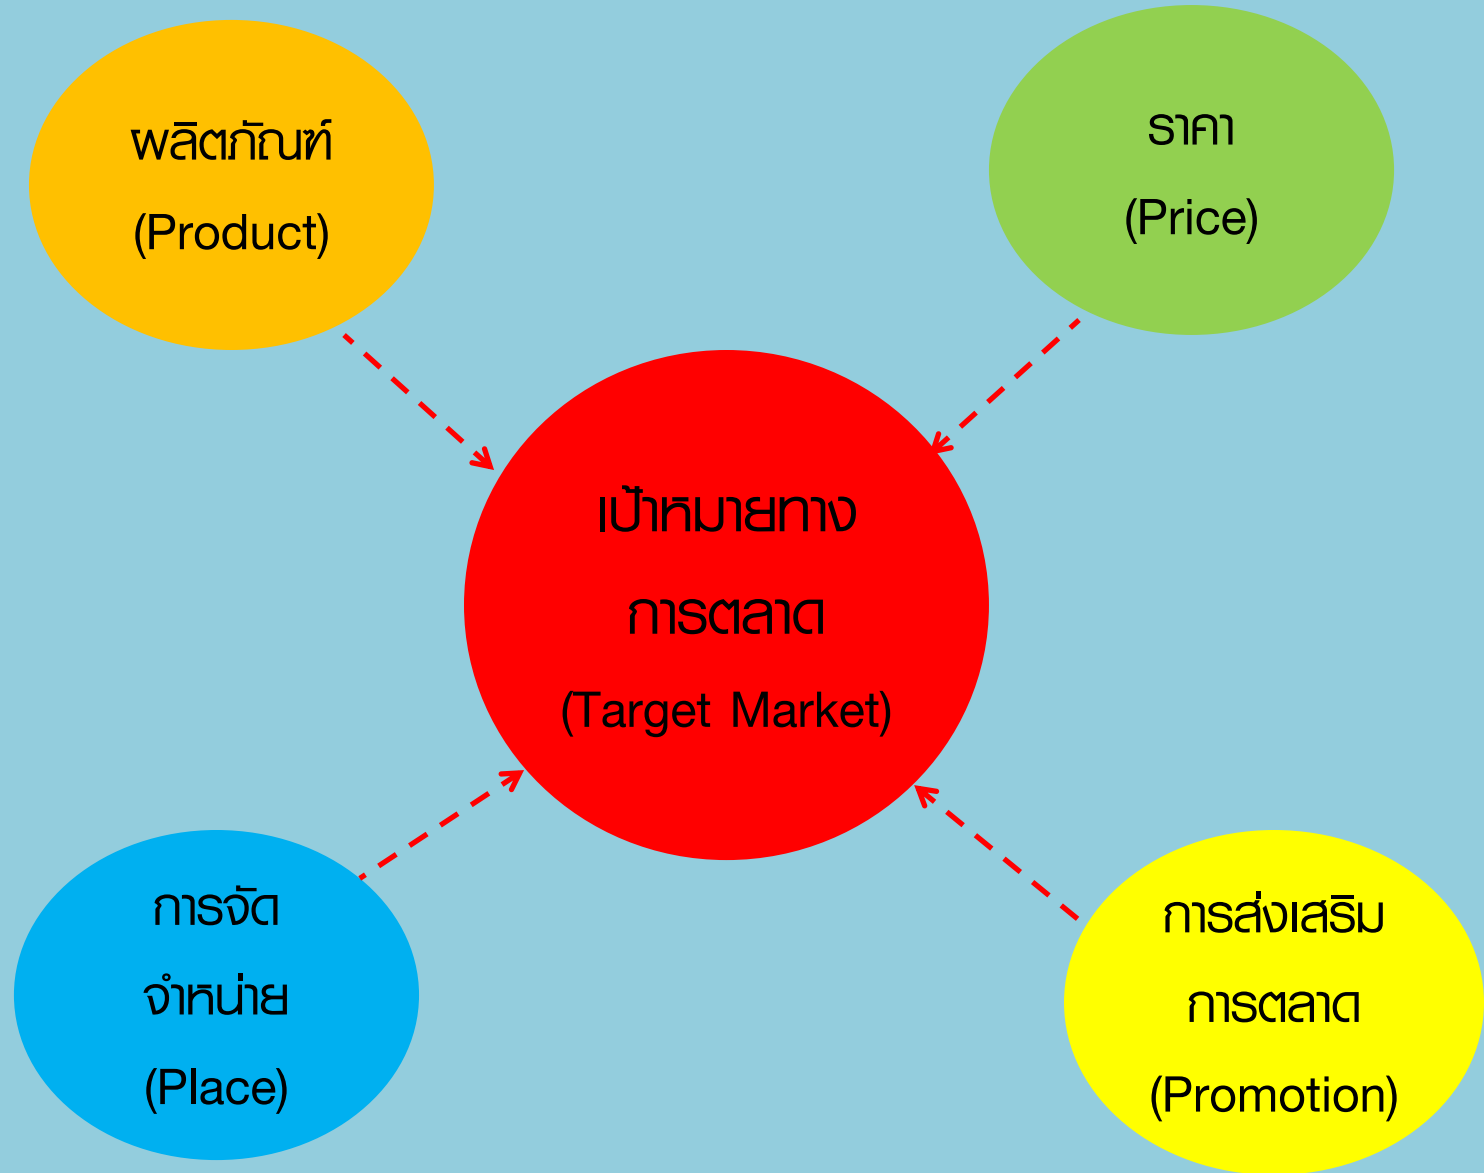 ผลิตภัณฑ์
(Product)
ราคา
(Price)
เป้าหมายทาง
การตลาด
(Target Market)
การจัด
จำหน่าย
(Place)
การส่งเสริม
การตลาด
(Promotion)